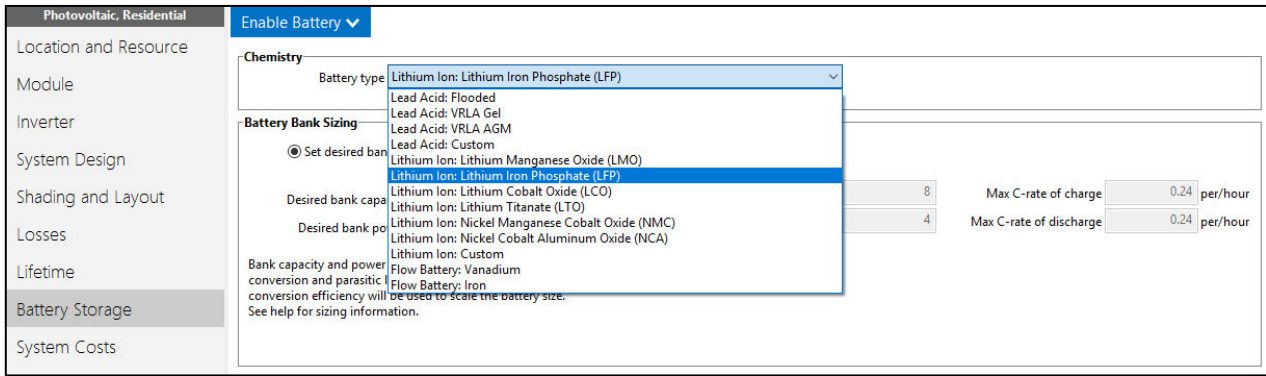 Photovoltaic, Residential
Location and Resource
Module
Inverter
System Design
Shading and Layout
Losses
Lifetime
Battery Storage
System Costs
Enable Battery
Chemistry
Battery type Lithium Ion: Lithium Iron Phosphate (LFP)
Lead Acid: Flooded
Lead Acid: VRLA Gel
Lead Acid: VRLA AGM
Lead Acid: Custom
Lithium Ion: Lithium Manganese Oxide (LMO)
Lithium Ion: Lithium Iron Phosphate (LFP)
Lithium Ion: Lithium Cobalt Oxide (LCO)
Lithium Ion: Lithium Titanate (LTO)
Lithium Ion: Nickel Manganese Cobalt Oxide (NMC)
Lithium Ion: Nickel Cobalt Aluminum Oxide (NCA)
Lithium Ion: Custom
Flow Battery: Vanadium
Flow Battery: Iron
Battery Bank Sizing
Set desired ban
Desired bank capa 8 Max C-rate of charge 0.24 per/hour
Desired bank po 4 Max C-rate of discharge 0.24 per/hour
Bank capacity and power
conversion and parasitic l
conversion efficiency will be used to scale the battery size.
See help for sizing information.